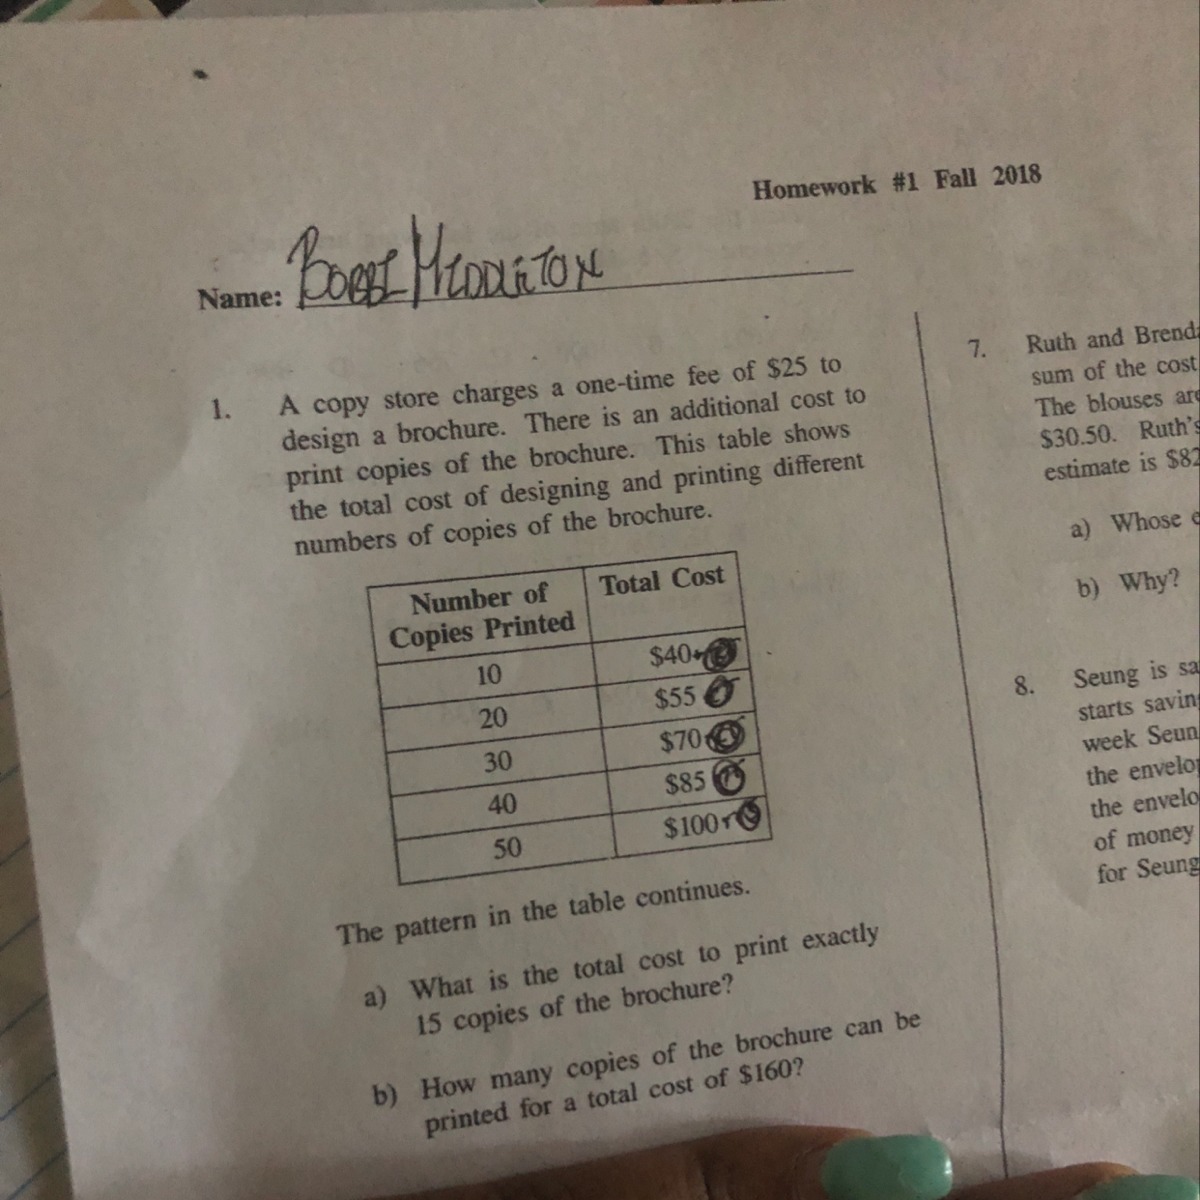 Homework #1 Fall 2018
Name:
1. A copy store charges a one-time fee of $25 to
design a brochure. There is an additional cost to
print copies of the brochure. This table shows
the total cost of designing and printing different
numbers of copies of the brochure.
Number of Copies Printed Total Cost
10 $40
20 $55
30 $70
40 $85
50 $100
The pattern in the table continues.
a) What is the total cost to print exactly
15 copies of the brochure?
b) How many copies of the brochure can be
printed for a total cost of $160?
7. Ruth and Brenda
sum of the cost
The blouses are
$30.50. Ruth's
estimate is $82
a) Whose e
b) Why?
8. Seung is sa
starts savin
week Seun
the envelop
the envelo
of money
for Seung